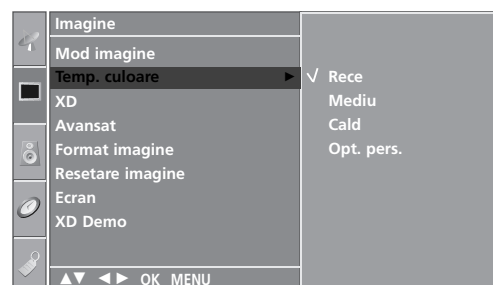 Imagine
Mod imagine
Temp. culoare ▶
XD
Avansat
Format imagine
Resetare imagine
Ecran
XD Demo
▲▼ ◄► OK MENU
√ Rece
Mediu
Cald
Opt. pers.